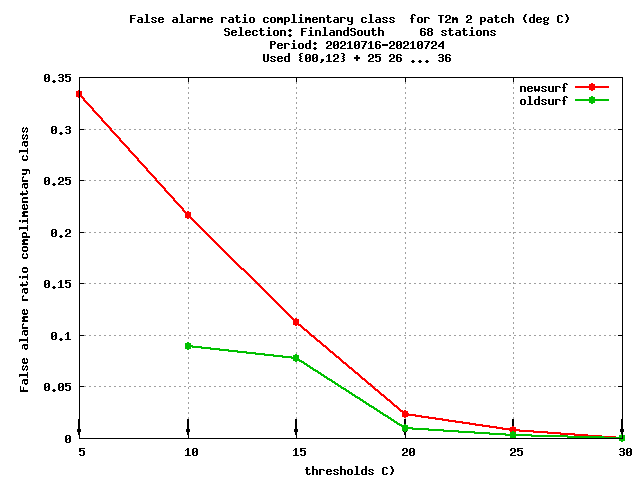 False alarme ratio complimentary class  for T2m 2 patch (deg C)
Selection: FinlandSouth     68 stations
Period: 20210716-20210724
Used {00,12} + 25 26 ... 36
newsurf
oldsurf
False alarme ratio complimentary class
0.35
0.3
0.25
0.2
0.15
0.1
0.05
0
5 10 15 20 25 30
thresholds C)